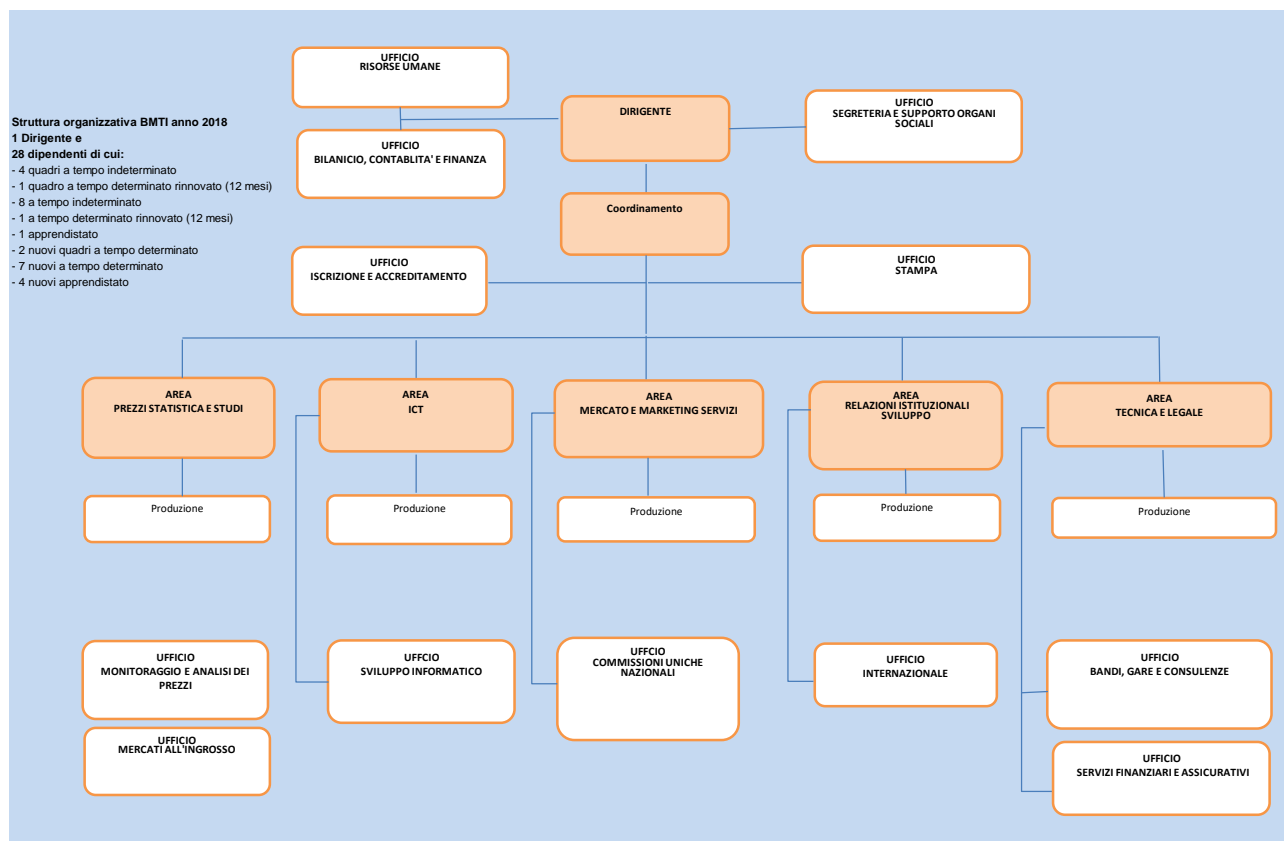 UFFICIO
RISORSE UMANE
DIRIGENTE
UFFICIO
SEGRETERIA E SUPPORTO ORGANI
SOCIALI
Struttura organizzativa BMTI anno 2018
1 Dirigente e
28 dipendenti di cui:
- 4 quadri a tempo indeterminato
- 1 quadro a tempo determinato rinnovato (12 mesi)
- 8 a tempo indeterminato
- 1 a tempo determinato rinnovato (12 mesi)
- 1 apprendistato
- 2 nuovi quadri a tempo determinato
- 7 nuovi a tempo determinato
- 4 nuovi apprendistato
UFFICIO
BILANICIO, CONTABLITA' E FINANZA
Coordinamento
UFFICIO
ISCRIZIONE E ACCREDITAMENTO
UFFICIO
STAMPA
AREA
PREZZI STATISTICA E STUDI
AREA
ICT
AREA
MERCATO E MARKETING SERVIZI
AREA
RELAZIONI ISTITUZIONALI
SVILUPPO
AREA
TECNICA E LEGALE
Produzione
Produzione
Produzione
Produzione
Produzione
UFFICIO
MONITORAGGIO E ANALISI DEI
PREZZI
UFFCIO
SVILUPPO INFORMATICO
UFFCIO
COMMISSIONI UNICHE
NAZIONALI
UFFICIO
INTERNAZIONALE
UFFICIO
BANDI, GARE E CONSULENZE
UFFICIO
MERCATI ALL'INGROSSO
UFFICIO
SERVIZI FINANZIARI E ASSICURATIVI